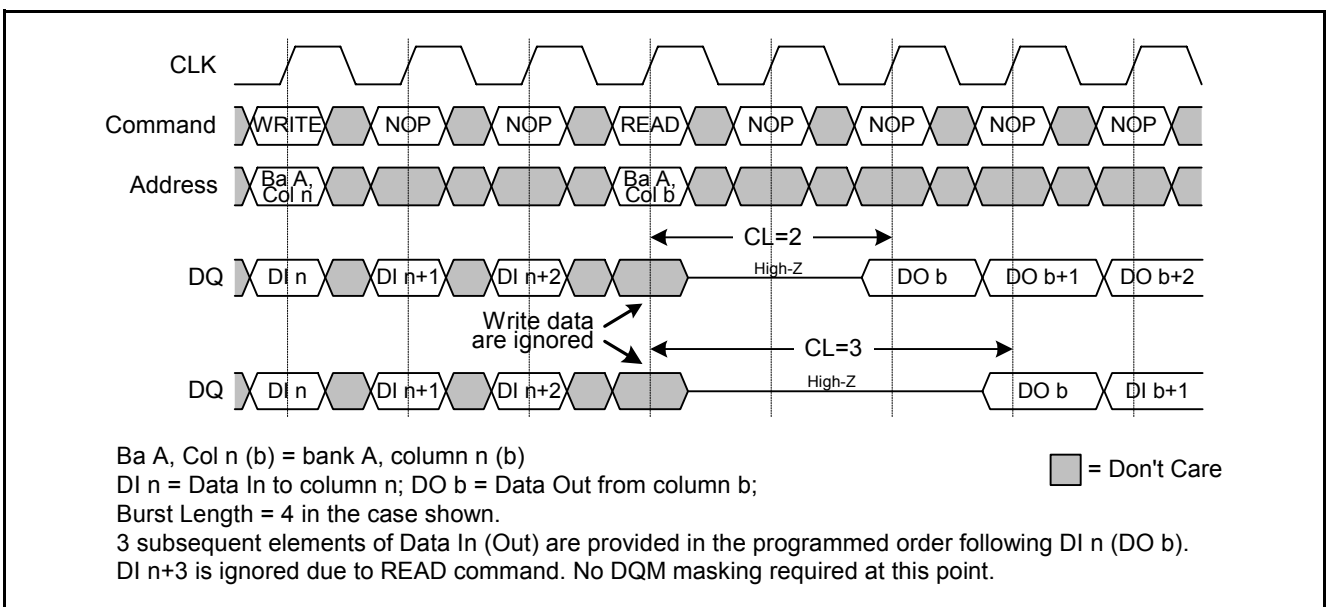 CLK
Command WRITE NOP NOP READ NOP NOP NOP NOP
Address Ba A, Col n Ba A, Col b
CL=2
DQ DI n DI n+1 DI n+2 High-Z DO b DO b+1 DO b+2
Write data
are ignored
CL=3
DQ DI n DI n+1 DI n+2 High-Z DO b DI b+1
Ba A, Col n (b) = bank A, column n (b)
= Don't Care
DI n = Data In to column n; DO b = Data Out from column b;
Burst Length = 4 in the case shown.
3 subsequent elements of Data In (Out) are provided in the programmed order following DI n (DO b).
DI n+3 is ignored due to READ command. No DQM masking required at this point.